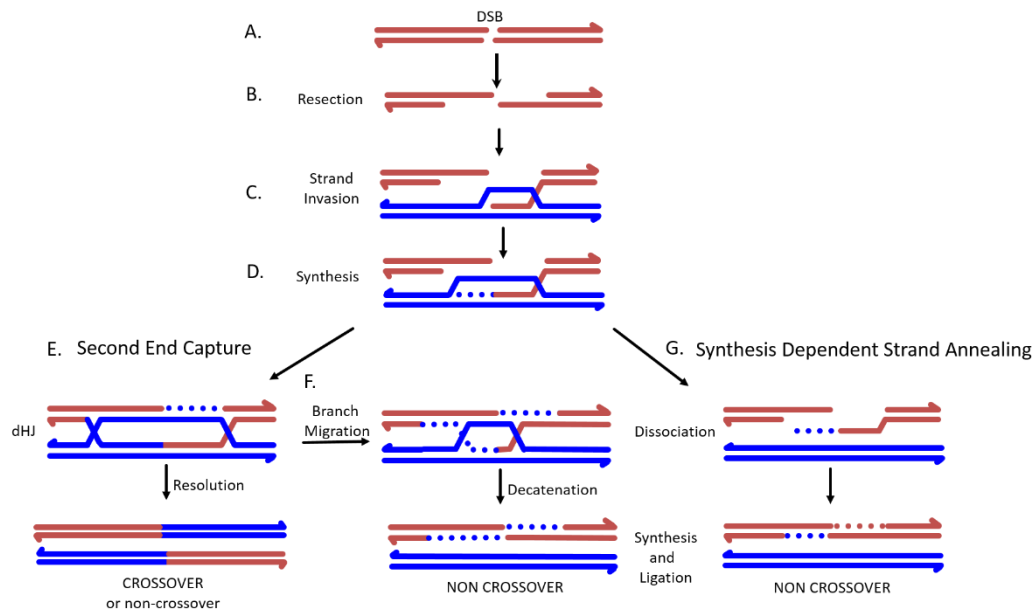 DSB
A.
B. Resection
C. Strand
Invasion
D. Synthesis
E. Second End Capture
G. Synthesis Dependent Strand Annealing
F.
dHJ
Branch
Migration
Dissociation
Resolution
Decatenation
Synthesis
and
Ligation
CROSSOVER
or non-crossover
NON CROSSOVER
NON CROSSOVER